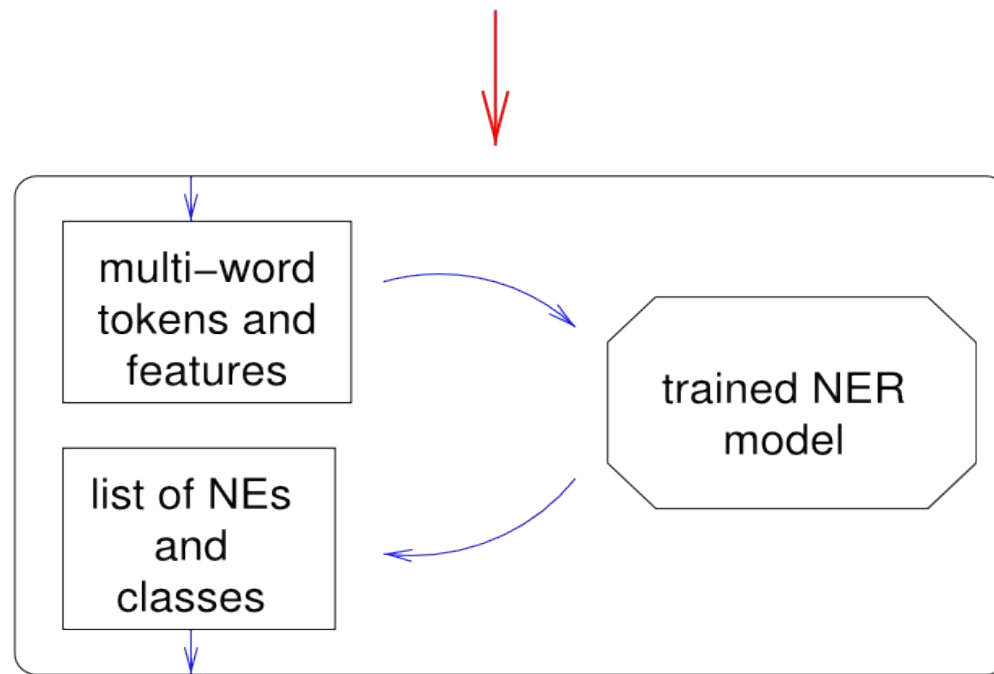 multi–word
tokens and
features
trained NER
model
list of NEs
and
classes